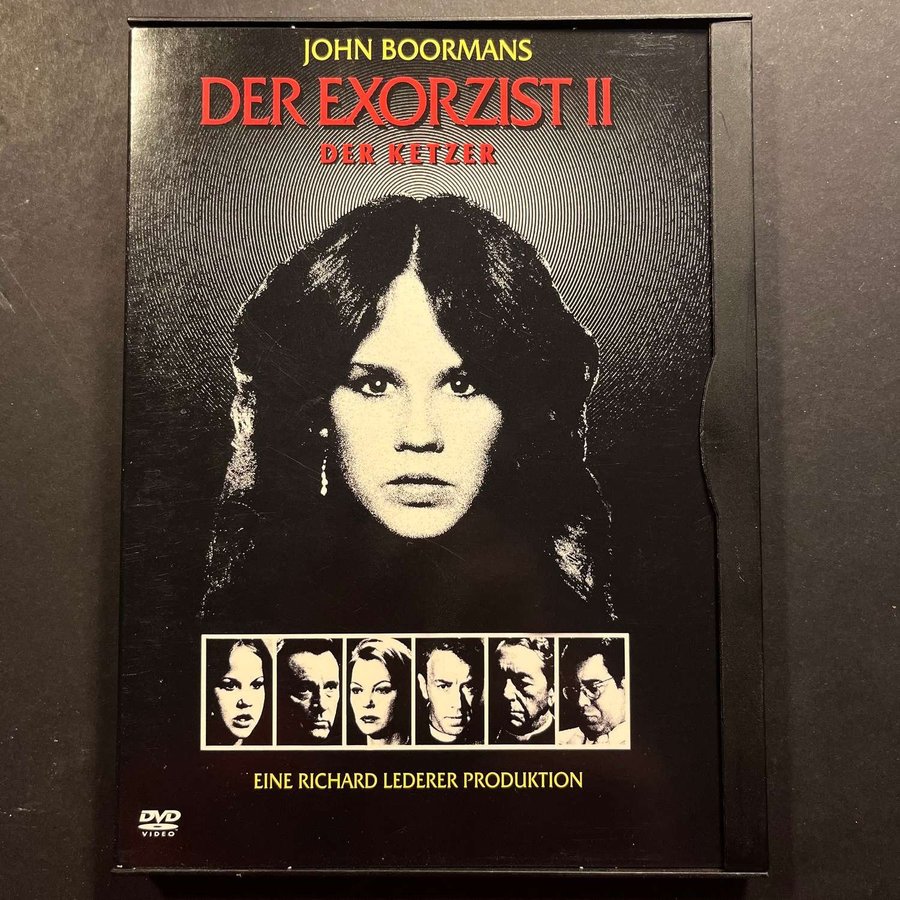 JOHN BOORMANS
DER EXORZIST II
DER KETZER
EINE RICHARD LEDERER PRODUKTION
DVD
VIDEO